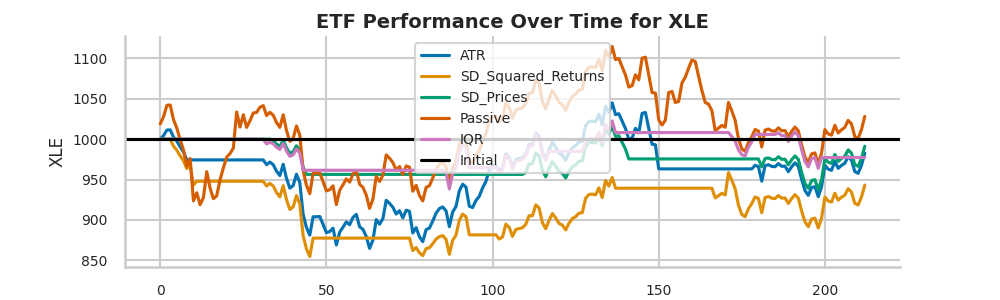 ETF Performance Over Time for XLE
XLE
1100
1050
1000
950
900
850
ATR
SD_Squared_Returns
SD_Prices
Passive
IQR
Initial
0
50
100
150
200